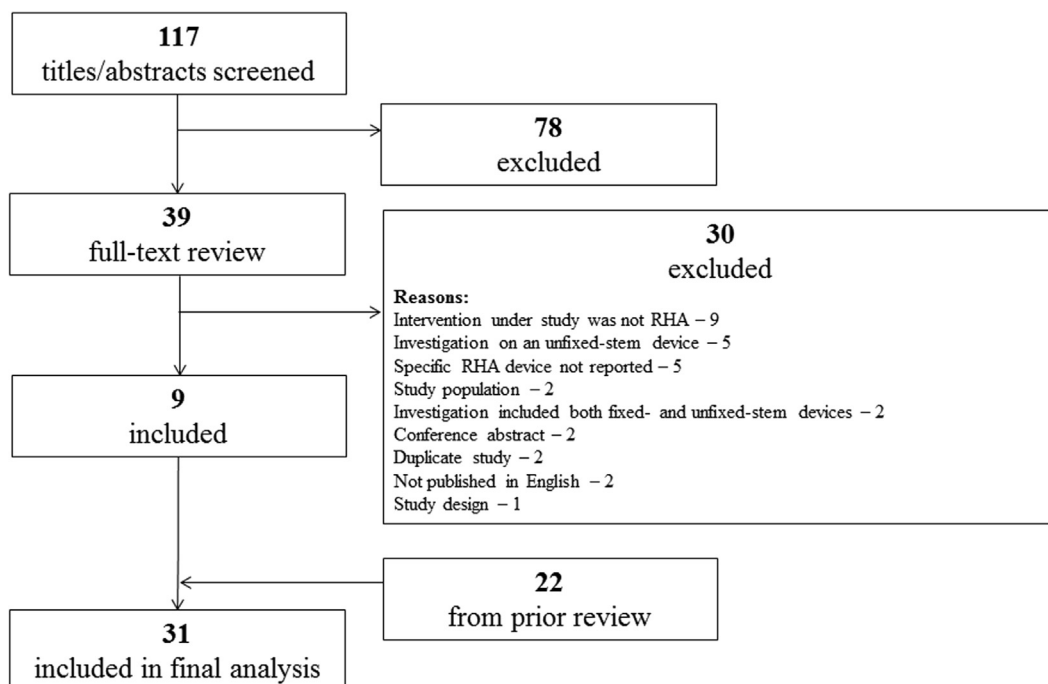 117
titles/abstracts screened
78
excluded
39
full-text review
30
excluded
Reasons:
Intervention under study was not RHA – 9
Investigation on an unfixed-stem device – 5
Specific RHA device not reported – 5
Study population – 2
Investigation included both fixed- and unfixed-stem devices – 2
Conference abstract – 2
Duplicate study – 2
Not published in English – 2
Study design – 1
9
included
22
from prior review
31
included in final analysis